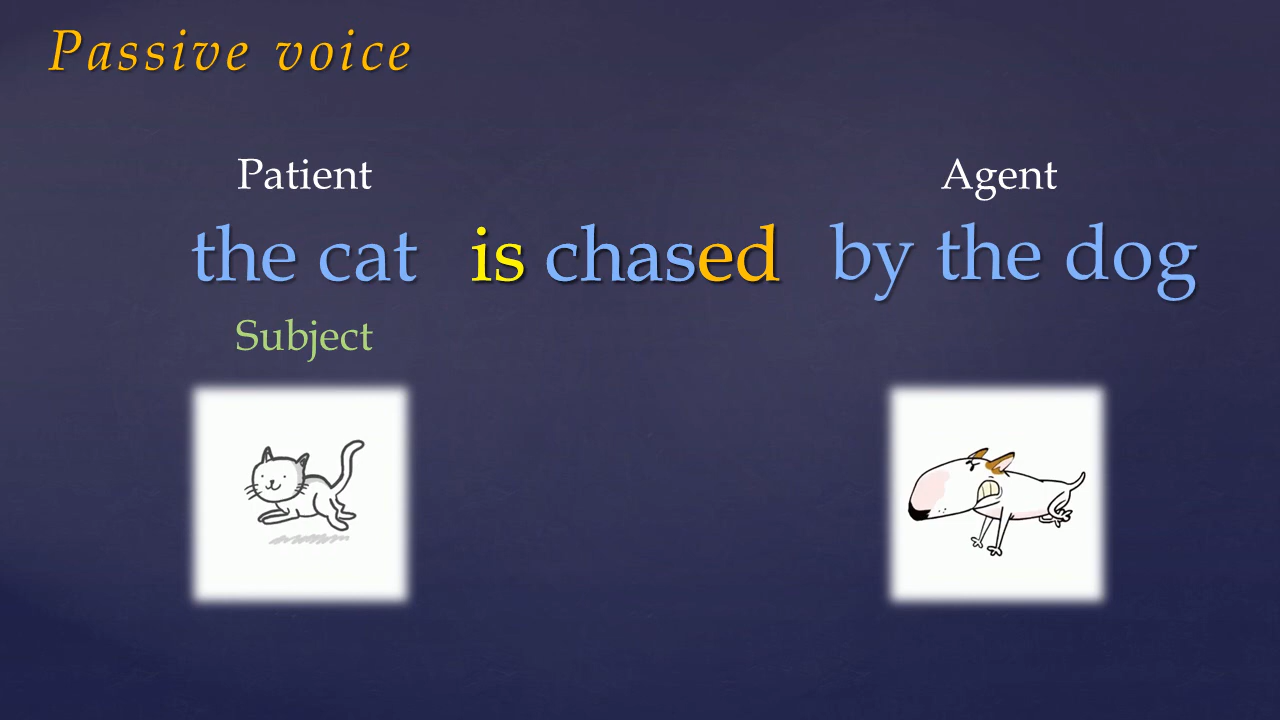 Passive voice
Patient Agent
the cat is chased by the dog
Subject